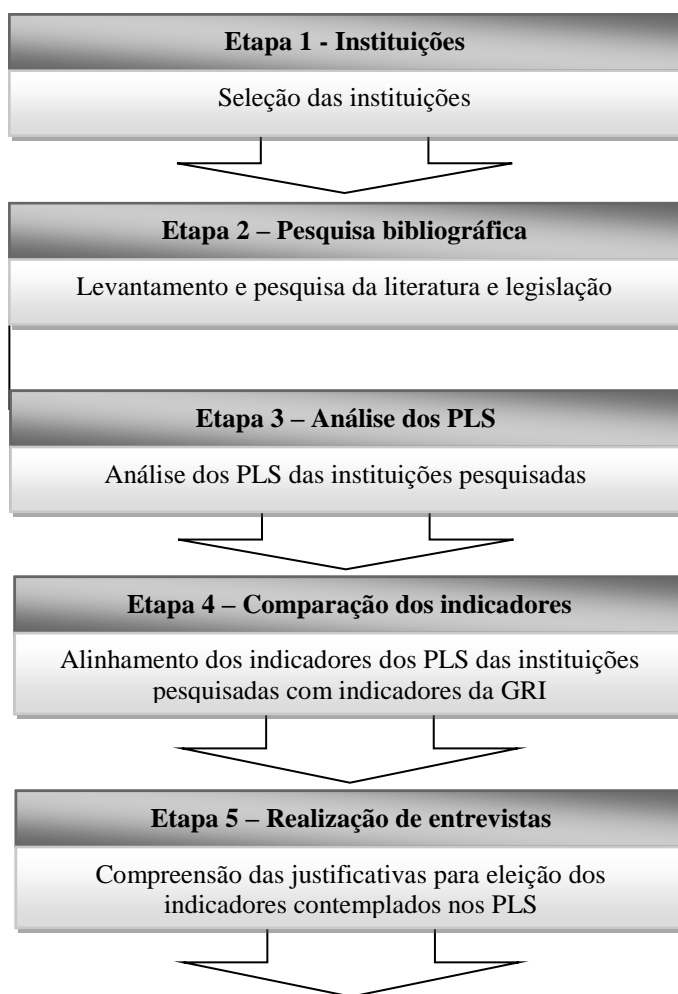 Etapa 1 - Instituições
Seleção das instituições
Etapa 2 – Pesquisa bibliográfica
Levantamento e pesquisa da literatura e legislação
Etapa 3 – Análise dos PLS
Análise dos PLS das instituições pesquisadas
Etapa 4 – Comparação dos indicadores
Alinhamento dos indicadores dos PLS das instituições
pesquisadas com indicadores da GRI
Etapa 5 – Realização de entrevistas
Compreensão das justificativas para eleição dos
indicadores contemplados nos PLS